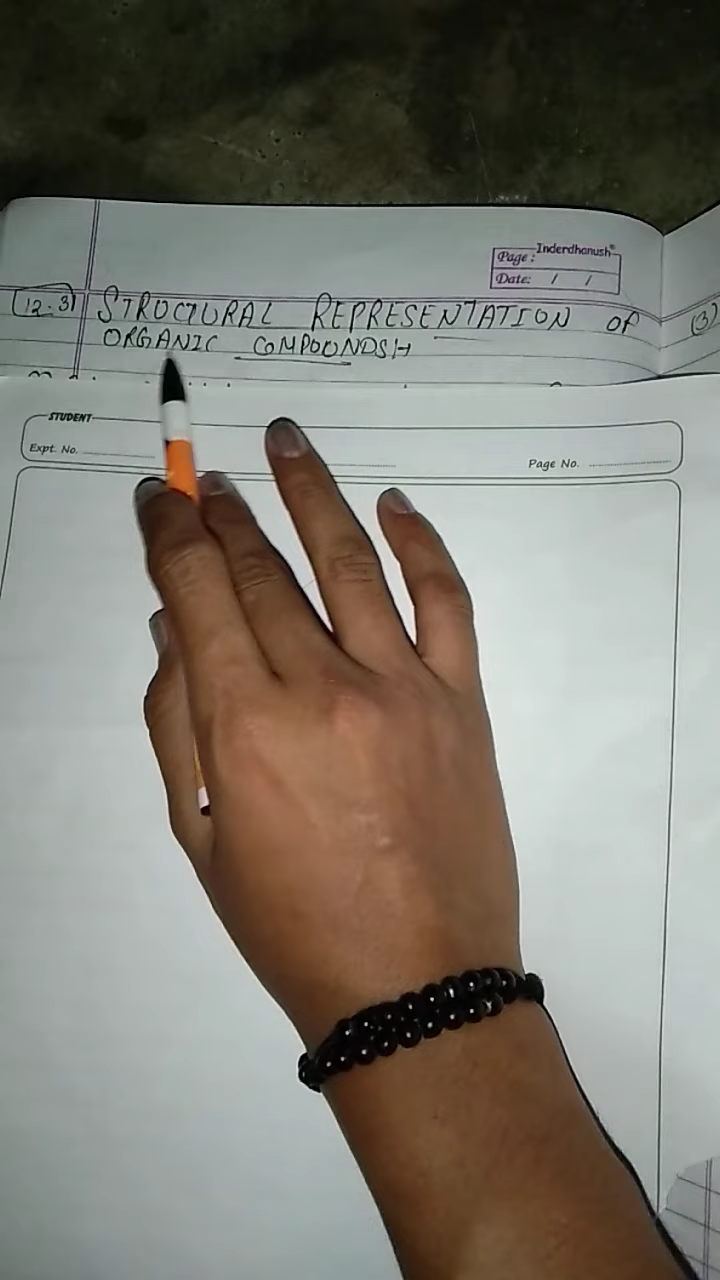 Inderdhanush®
Page:
Date: / /
12.3 STRUCTURAL REPRESENTATION OF (3)
ORGANIC COMPOUNDSH
STUDENT
Expt. No.
Page No.